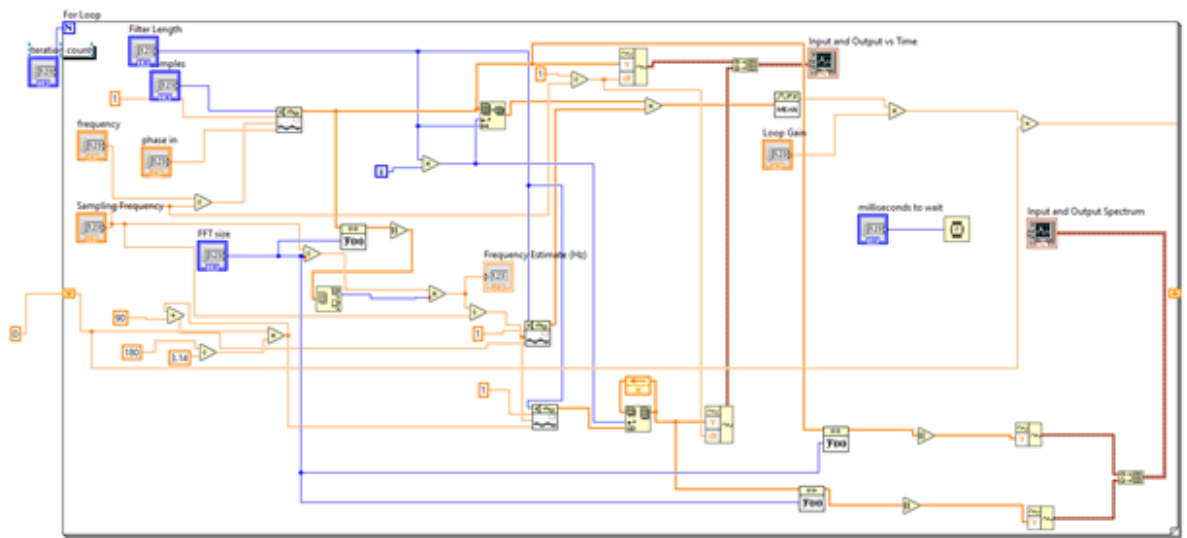 For Loop
N
Filter Length
Input and Output vs Time
iteration count
samples
1
1
frequency
phase in
MEAN
Loop Gain
i
Sampling Frequency
milliseconds to wait
Input and Output Spectrum
FFT size
F(x)
Frequency Estimate (Hz)
0
90
1
180
3.14
1
Y
dt
F(x)
Y
F(x)
Y